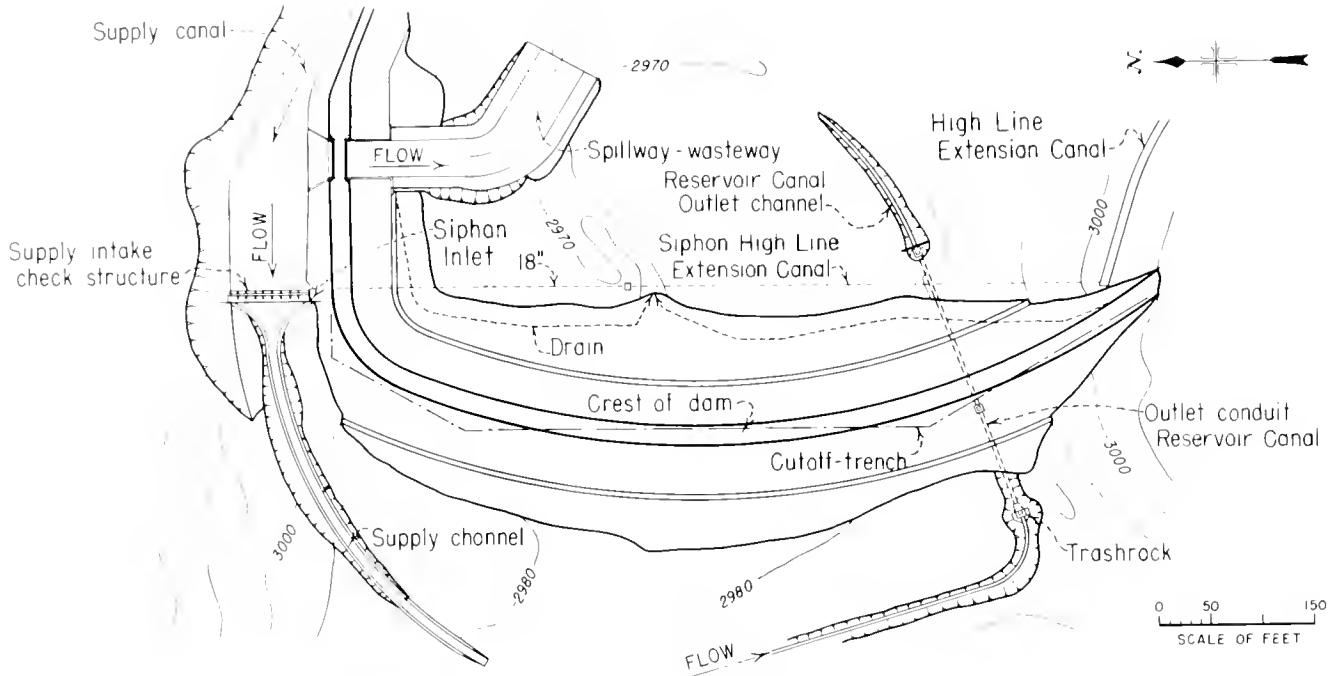 Supply canal
-2970
N.
FLOW
Spillway-wasteway
High Line
Extension Canal
Reservoir Canal
Outlet channel
3000
FLOW
2970
Siphan
Inlet
18"
Siphon High Line
Extension Canal
Supply intake
check structure
Drain
Crest of dam
Outlet conduit
Reservoir Canal
Cutoff-trench
3000
3000
Supply channel
-2980
2980
Trashrock
FLOW
0 50 150
SCALE OF FEET